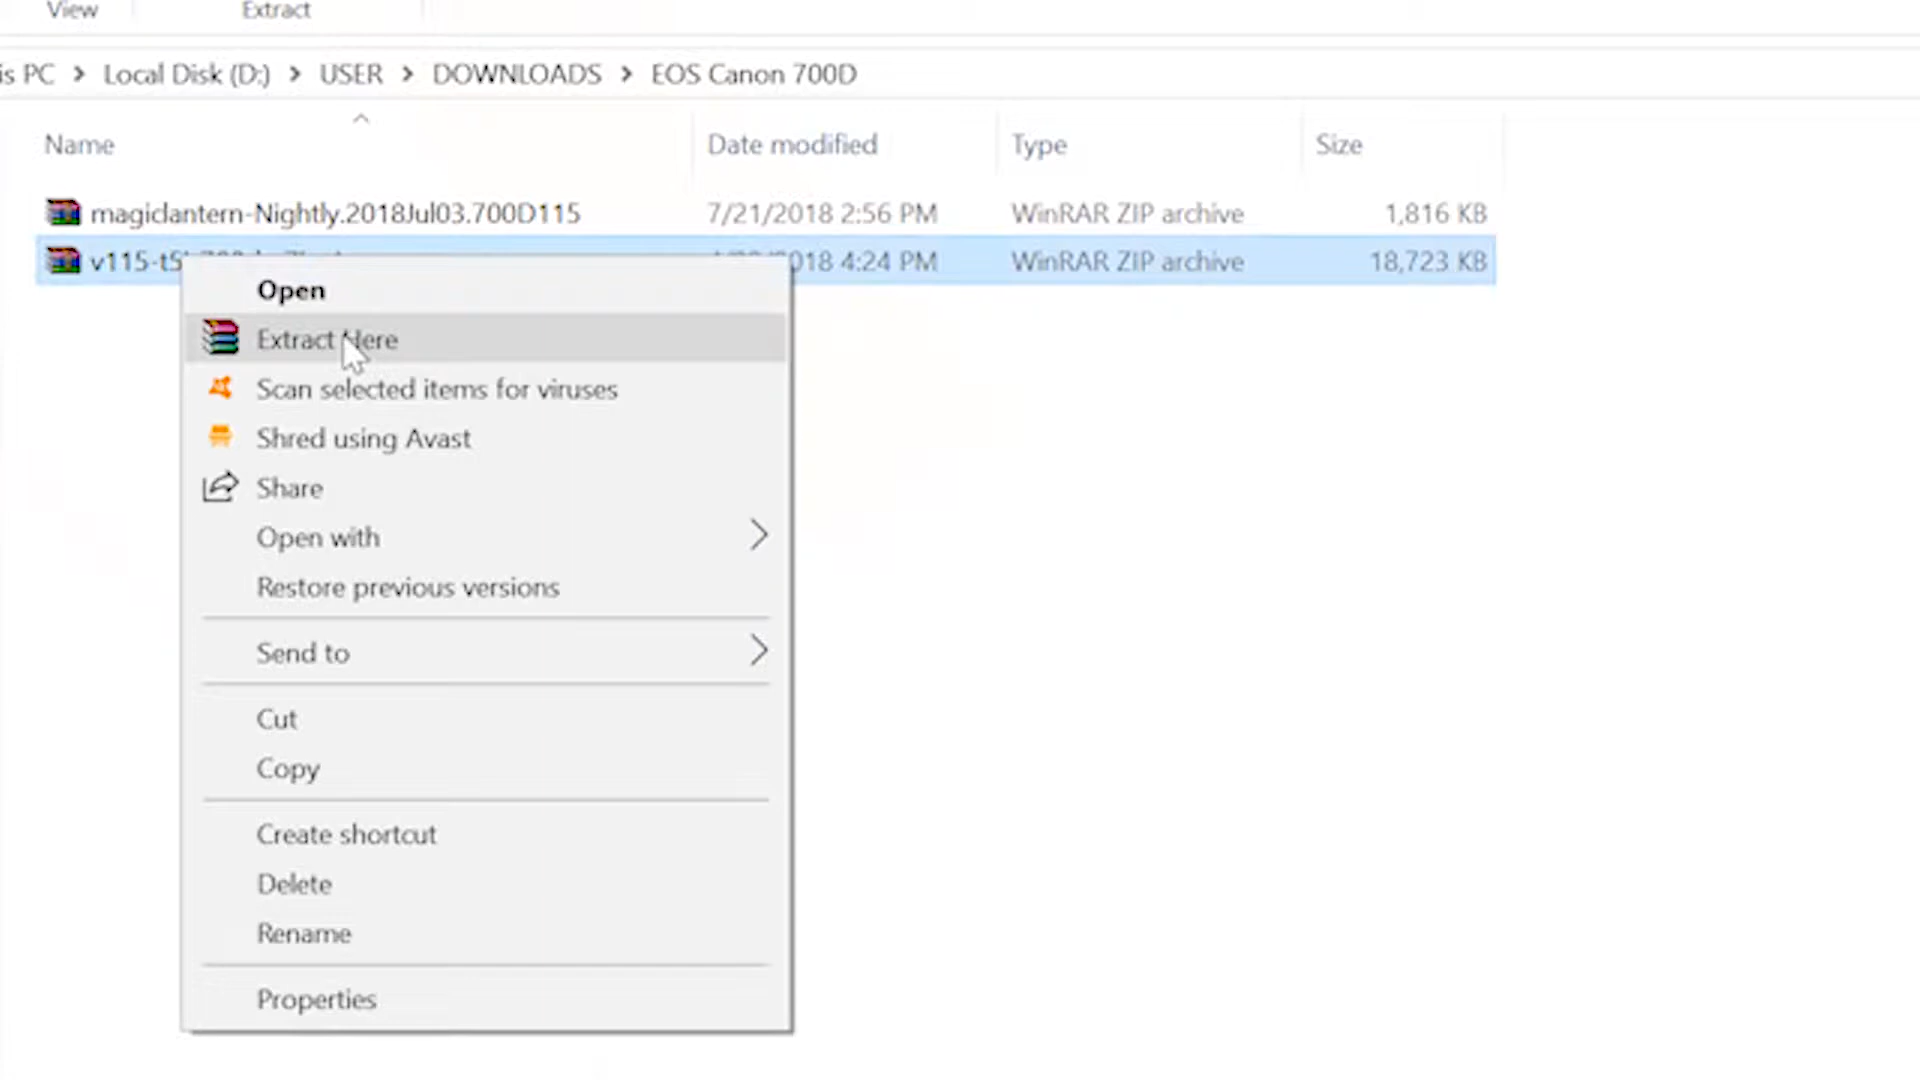 View Extract
is PC > Local Disk (D:) > USER > DOWNLOADS > EOS Canon 700D
Name Date modified Type Size
magiclantern-Nightly.2018Jul03.700D115 7/21/2018 2:56 PM WinRAR ZIP archive 1,816 KB
v115-t5 018 4:24 PM WinRAR ZIP archive 18,723 KB
Open
Extract Here
Scan selected items for viruses
Shred using Avast
Share
Open with
Restore previous versions
Send to
Cut
Copy
Create shortcut
Delete
Rename
Properties